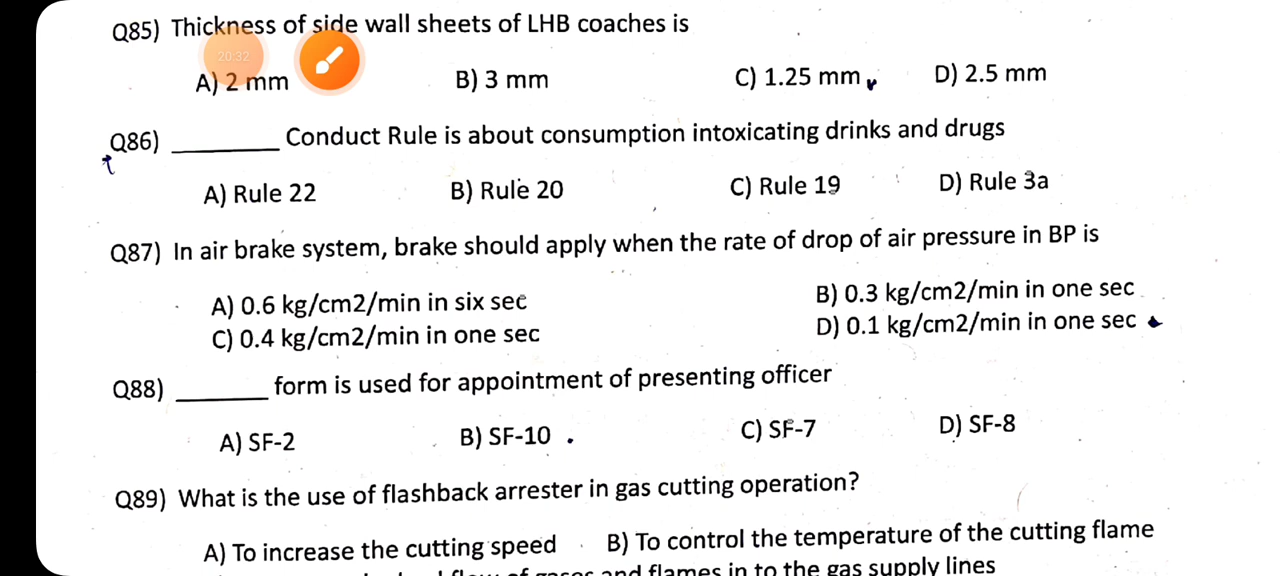 Q85) Thickness of side wall sheets of LHB coaches is
20:32
A) 2 mm B) 3 mm C) 1.25 mm D) 2.5 mm
Q86) ________ Conduct Rule is about consumption intoxicating drinks and drugs
A) Rule 22 B) Rule 20 C) Rule 19 D) Rule 3a
Q87) In air brake system, brake should apply when the rate of drop of air pressure in BP is
A) 0.6 kg/cm2/min in six sec B) 0.3 kg/cm2/min in one sec
C) 0.4 kg/cm2/min in one sec D) 0.1 kg/cm2/min in one sec
Q88) _______ form is used for appointment of presenting officer
A) SF-2 B) SF-10 C) SF-7 D) SF-8
Q89) What is the use of flashback arrester in gas cutting operation?
A) To increase the cutting speed B) To control the temperature of the cutting flame
of gases and flames in to the gas supply lines